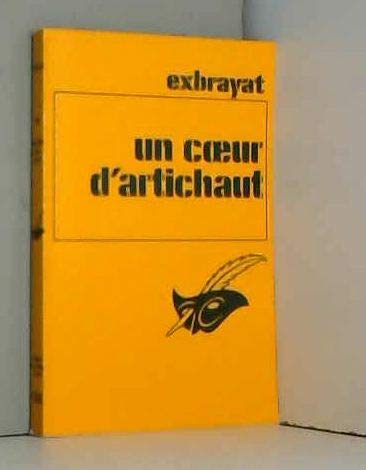 exbrayat
un cœur
d'artichaut